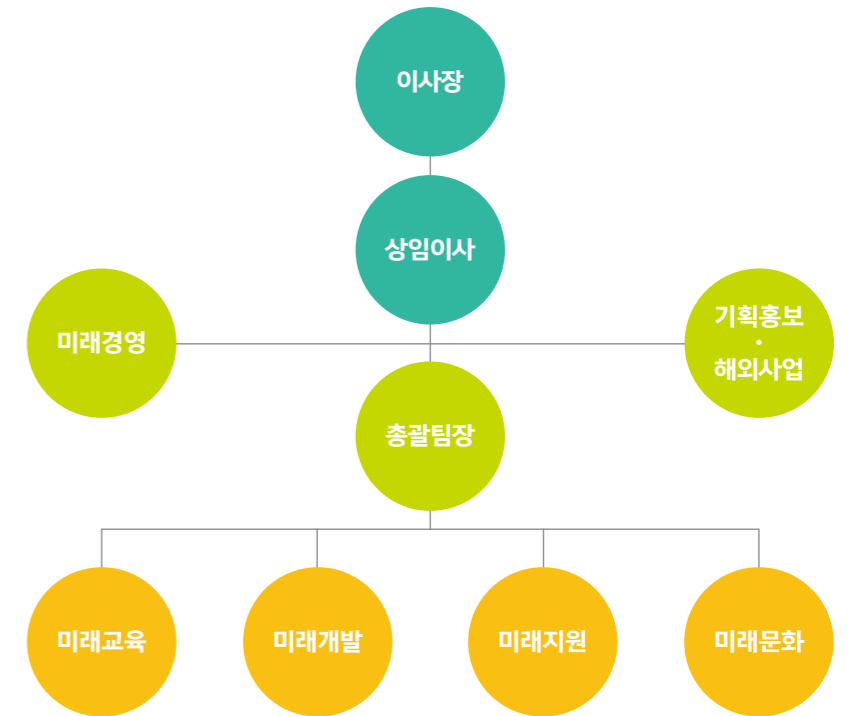 이사장
상임이사
미래경영
기획홍보
·
해외사업
총괄팀장
미래교육
미래개발
미래지원
미래문화